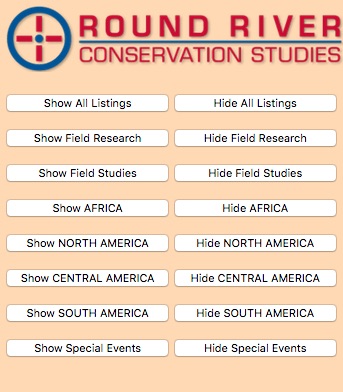 ROUND RIVER
CONSERVATION STUDIES
Show All Listings Hide All Listings
Show Field Research Hide Field Research
Show Field Studies Hide Field Studies
Show AFRICA Hide AFRICA
Show NORTH AMERICA Hide NORTH AMERICA
Show CENTRAL AMERICA Hide CENTRAL AMERICA
Show SOUTH AMERICA Hide SOUTH AMERICA
Show Special Events Hide Special Events